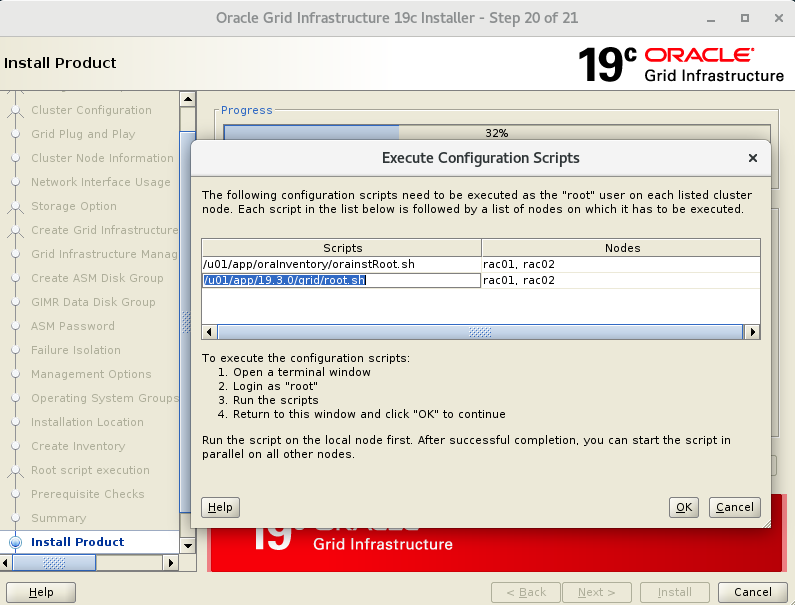 Oracle Grid Infrastructure 19c Installer - Step 20 of 21
Install Product
19c ORACLE
Grid Infrastructure
Cluster Configuration
Grid Plug and Play
Cluster Node Information
Network Interface Usage
Storage Option
Create Grid Infrastructure
Grid Infrastructure Manag
Create ASM Disk Group
GIMR Data Disk Group
ASM Password
Failure Isolation
Management Options
Operating System Groups
Installation Location
Create Inventory
Root script execution
Prerequisite Checks
Summary
Install Product
Progress
32%
Execute Configuration Scripts
The following configuration scripts need to be executed as the "root" user on each listed cluster
node. Each script in the list below is followed by a list of nodes on which it has to be executed.
Scripts Nodes
/u01/app/oraInventory/orainstRoot.sh rac01, rac02
/u01/app/19.3.0/grid/root.sh rac01, rac02
To execute the configuration scripts:
1. Open a terminal window
2. Login as "root"
3. Run the scripts
4. Return to this window and click "OK" to continue
Run the script on the local node first. After successful completion, you can start the script in
parallel on all other nodes.
Help OK Cancel
19c ORACLE
Grid Infrastructure
Help < Back Next > Install Cancel